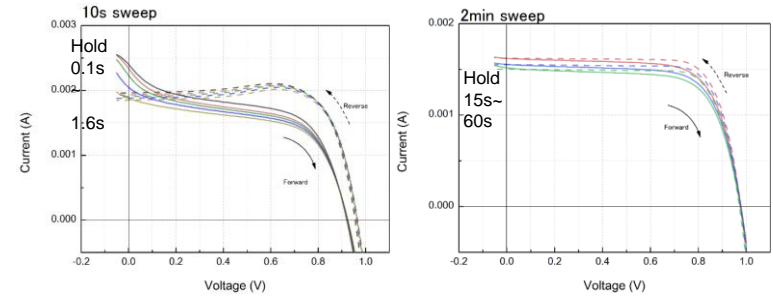 10s sweep
0.003
Hold
0.1s
0.002
1.6s
0.001
0.000
Reverse
Forward
Current (A)
-0.2
0.0
0.2
0.4
0.6
0.8
1.0
Voltage (V)
2min sweep
0.002
Hold
15s~
60s
0.001
0.000
Reverse
Forward
Current (A)
-0.2
0.0
0.2
0.4
0.6
0.8
1.0
Voltage (V)